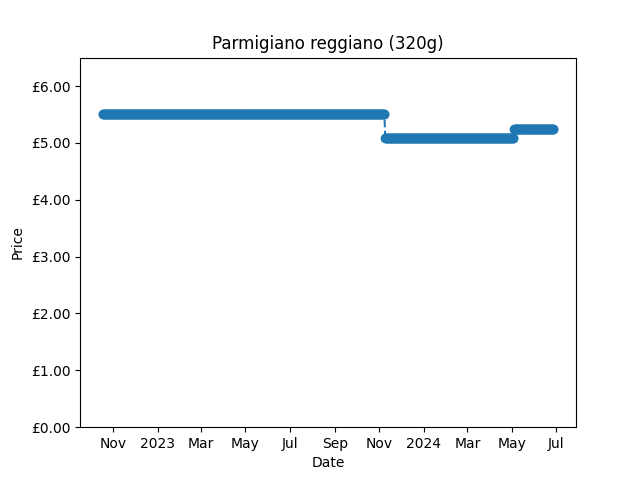 Parmigiano reggiano (320g)
£6.00
£5.00
£4.00
£3.00
£2.00
£1.00
£0.00
Price
Nov 2023 Mar May Jul Sep Nov 2024 Mar May Jul
Date